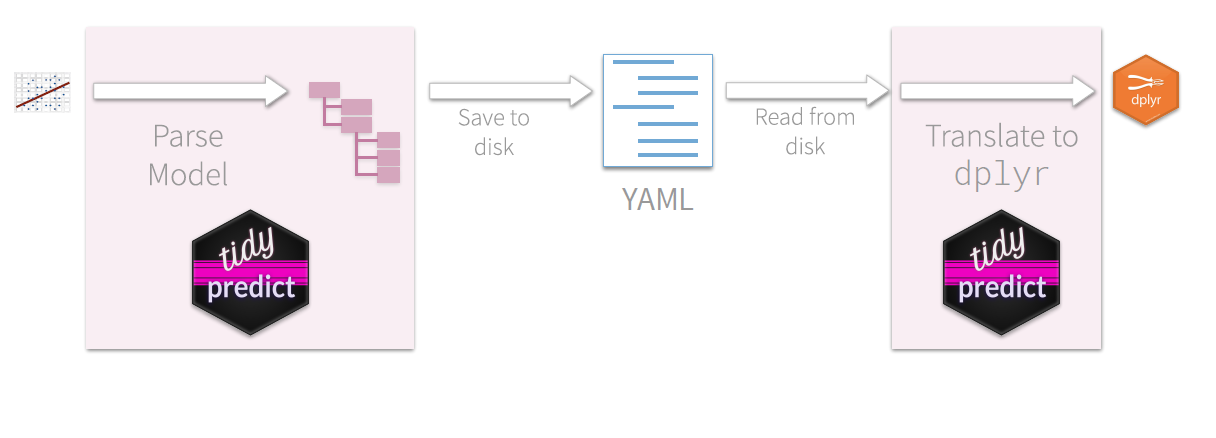 Parse
Model
tidy
predict
Save to
disk
YAML
Read from
disk
Translate to
dplyr
tidy
predict
dplyr